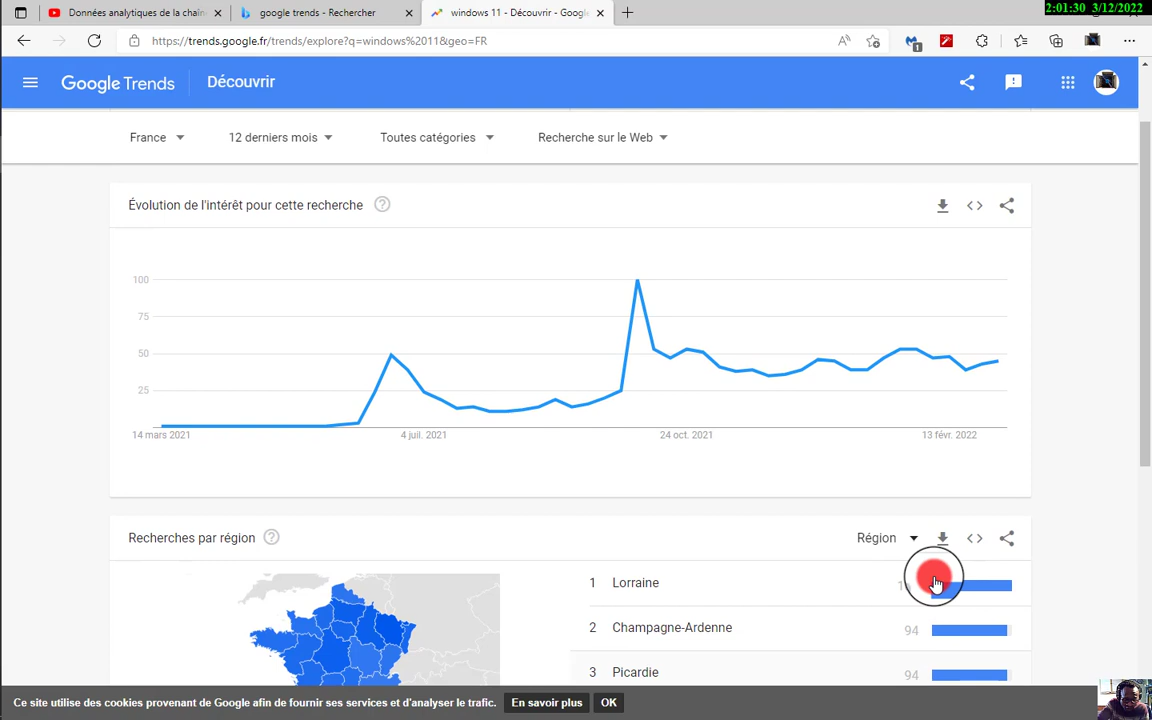 Données analytiques de la chaîn
google trends - Rechercher
windows 11 - Découvrir - Googl
2:01:30 3/12/2022
https://trends.google.fr/trends/explore?q=windows%2011&geo=FR
1
Google Trends
Découvrir
France
12 derniers mois
Toutes catégories
Recherche sur le Web
Évolution de l'intérêt pour cette recherche
100
75
50
25
14 mars 2021
4 juil. 2021
24 oct. 2021
13 févr. 2022
Recherches par région
Région
1 Lorraine
2 Champagne-Ardenne 94
3 Picardie 94
Ce site utilise des cookies provenant de Google afin de fournir ses services et d'analyser le trafic. En savoir plus OK